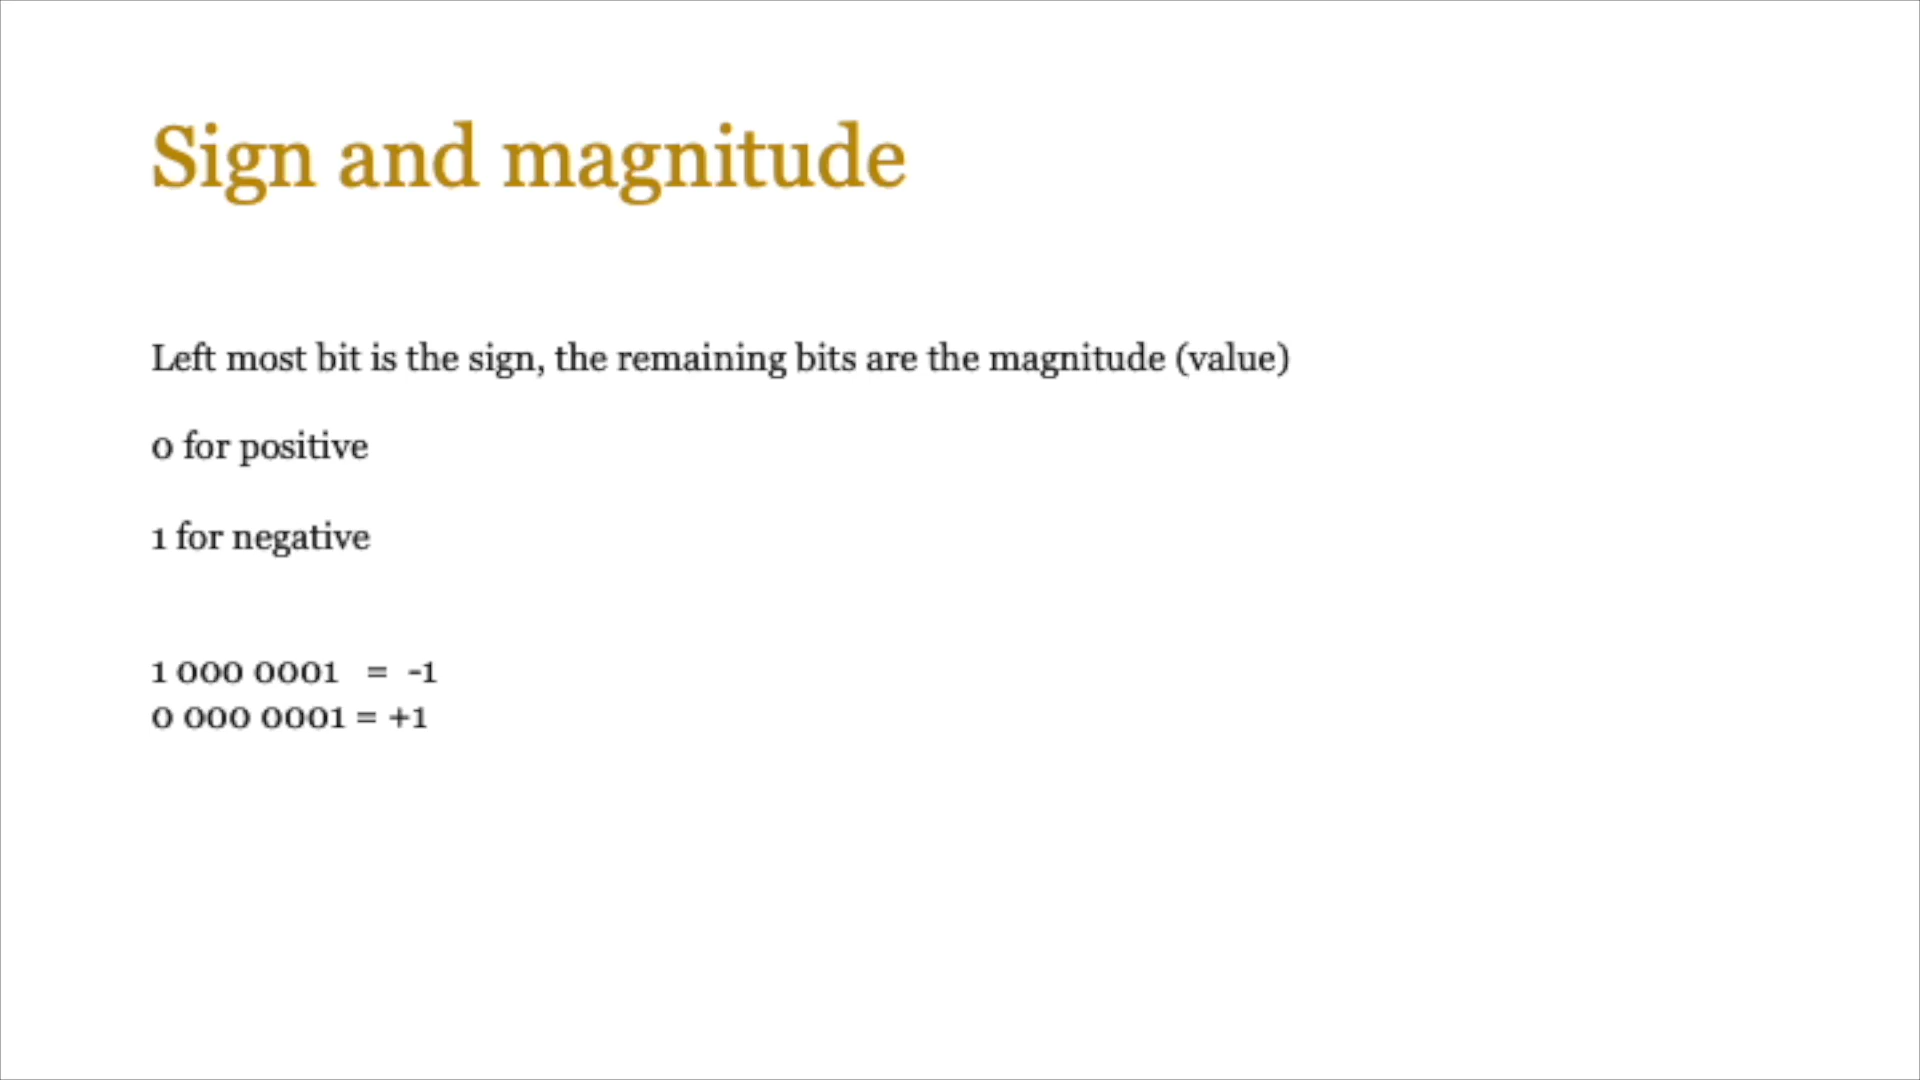 Sign and magnitude
Left most bit is the sign, the remaining bits are the magnitude (value)
0 for positive
1 for negative
1 000 0001 = -1
0 000 0001 = +1